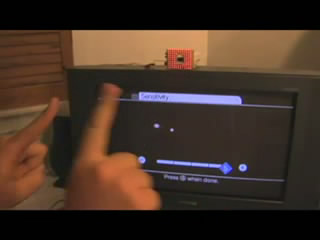 Sensitivity
Press ⊕ when done.